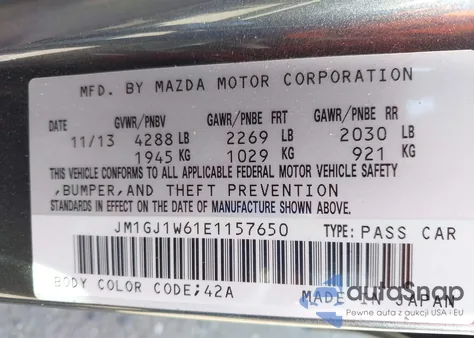 MFD. BY MAZDA MOTOR CORPORATION
DATE GVWR/PNBV GAWR/PNBE FRT GAWR/PNBE RR
11/13 4288 LB 2269 LB 2030 LB
1945 KG 1029 KG 921 KG
THIS VEHICLE CONFORMS TO ALL APPLICABLE FEDERAL MOTOR VEHICLE SAFETY
,BUMPER,AND THEFT PREVENTION
STANDARDS IN EFFECT ON THE DATE OF MANUFACTURE SHOWN ABOVE.
JM1GJ1W61E1157650 TYPE: PASS CAR
BODY COLOR CODE;42A MADE IN JAPAN
autoSnap
Pewne auta z aukcji USA i EU